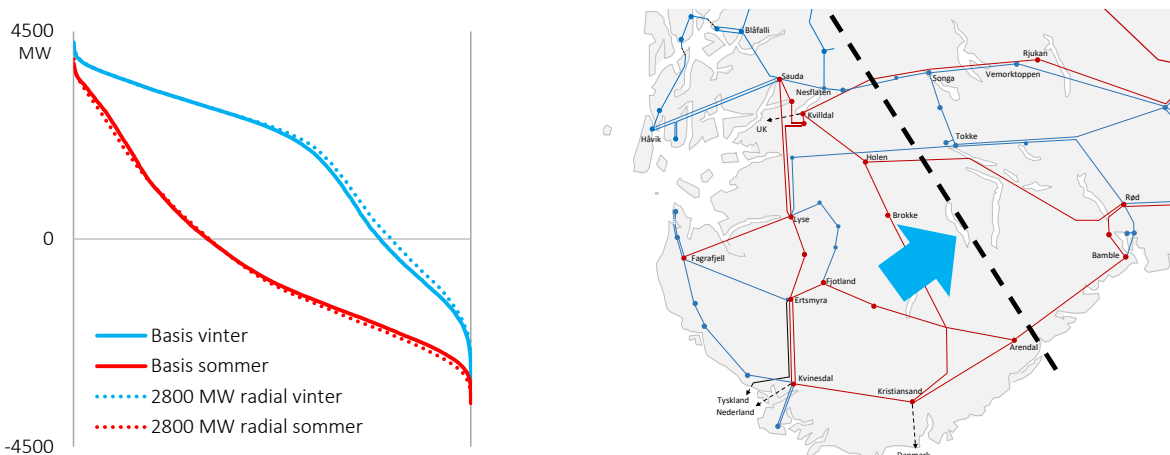 4500
MW
0
-4500
Basis vinter
Basis sommer
2800 MW radial vinter
2800 MW radial sommer
Blåfalli
Rjukan
Sauda
Songa
Vemorktoppen
Nesflaten
Kvilldal
UK
Håvik
Tokke
Holen
Rød
Brokke
Lyse
Bamble
Fagrafjell
Fjotland
Ertsmyra
Arendal
Kvinesdal
Kristiansand
Tyskland
Nederland
Danmark